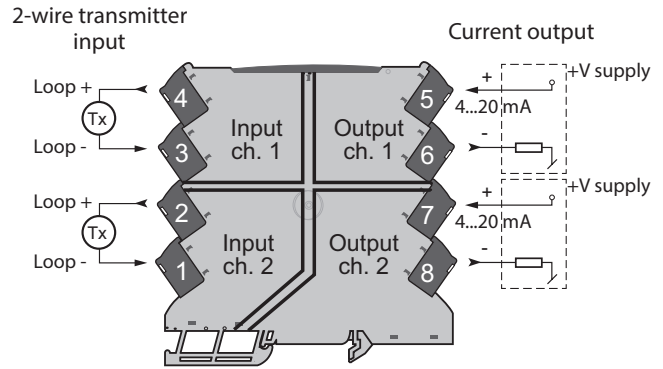 2-wire transmitter
input
Current output
Loop +
Tx
Loop -
4
3
Input
ch. 1
Output
ch. 1
5
6
+
4...20 mA
-
+V supply
Loop +
Tx
Loop -
2
1
Input
ch. 2
Output
ch. 2
7
8
+
4...20 mA
-
+V supply